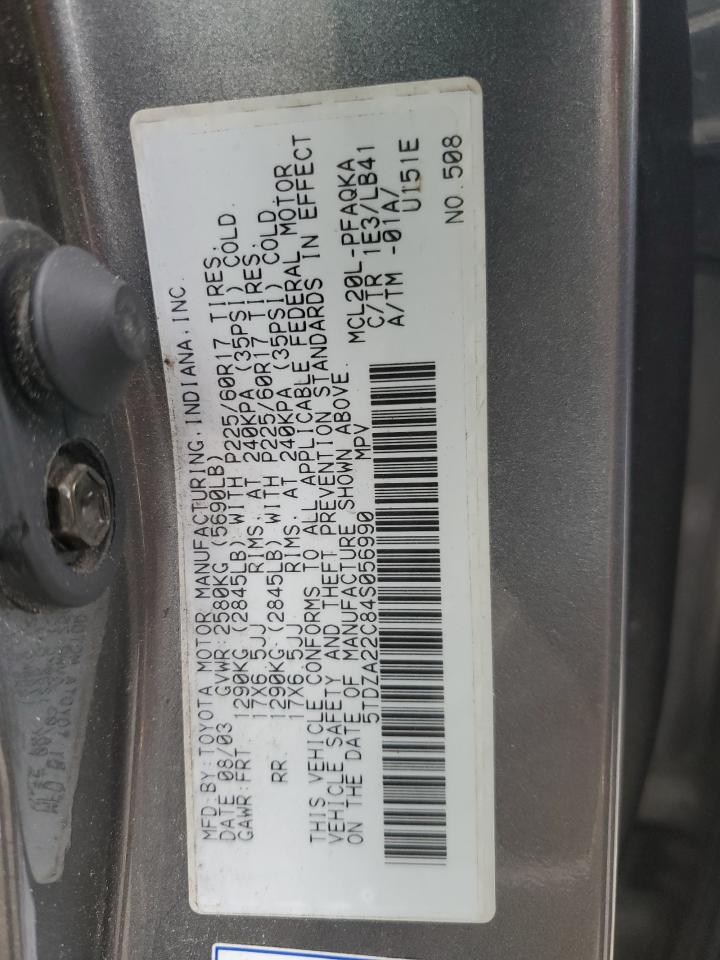 MFD.BY:TOYOTA MOTOR MANUFACTURING,INDIANA,INC.
DATE 08/03 GVWR:2580KG(5690LB)
GAWR:FRT 1290KG (2845LB) WITH P225/60R17 TIRES,
17X6.5JJ RIMS, AT 240KPA (35PSI) COLD.
RR. 1290KG (2845LB) WITH P225/60R17 TIRES,
17X6.5JJ RIMS, AT 240KPA (35PSI) COLD.
THIS VEHICLE CONFORMS TO ALL APPLICABLE FEDERAL MOTOR
VEHICLE SAFETY AND THEFT PREVENTION STANDARDS IN EFFECT
ON THE DATE OF MANUFACTURE SHOWN ABOVE.
5TDZA22C84S056990 MPV
MCL20L-PFAQKA
C/TR 1E3/LB41
A/TM -01A/
U151E
NO.508